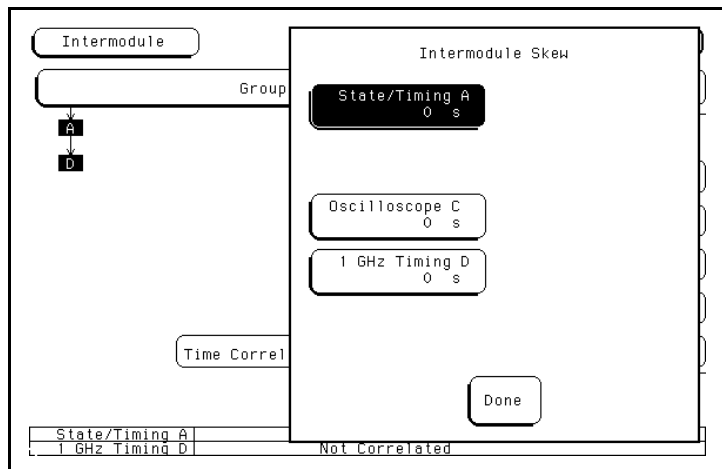 Intermodule
Intermodule Skew
Group
State/Timing A
0 s
A
D
Oscilloscope C
0 s
1 GHz Timing D
0 s
Time Correl
Done
State/Timing A
1 GHz Timing D
Not Correlated